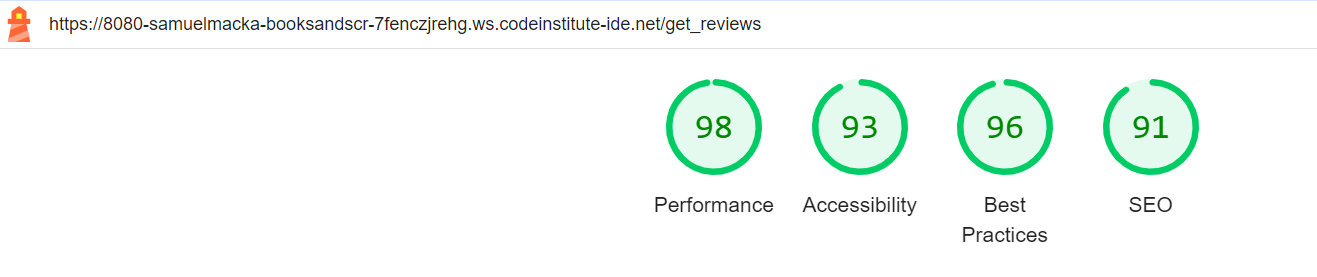 https://8080-samuelmacka-booksandscr-7fenczjrehg.ws.codeinstitute-ide.net/get_reviews
98 93 96 91
Performance Accessibility Best SEO
Practices